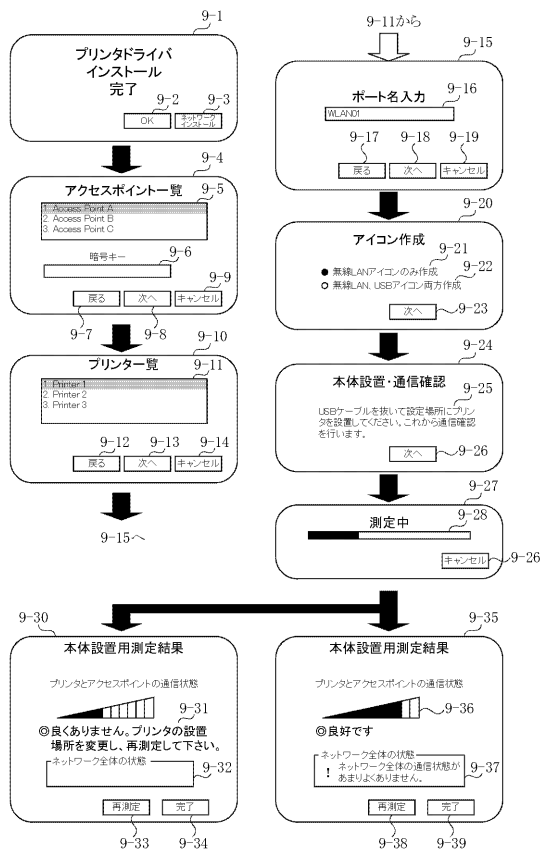 9-1
プリンタドライバ
インストール
完了
9-2
9-3
OK
ネットワーク
インストール
9-4
アクセスポイント一覧
9-5
1. Access Point A
2. Access Point B
3. Access Point C
暗号キー
9-6
9-9
戻る
次へ
キャンセル
9-7
9-8
9-10
プリンター覧
9-11
1. Printer 1
2. Printer 2
3. Printer 3
9-12
9-13
9-14
戻る
次へ
キャンセル
9-15へ
9-11から
9-15
ポート名入力
9-16
WLAN01
9-17
9-18
9-19
戻る
次へ
キャンセル
9-20
アイコン作成
9-21
● 無線LANアイコンのみ作成
9-22
○ 無線LAN、USBアイコン両方作成
次へ
9-23
9-24
本体設置・通信確認
9-25
USBケーブルを抜いて設定場所にプリン
タを設置してください。これから通信確認
を行います。
次へ
9-26
9-27
測定中
9-28
キャンセル
9-26
9-30
本体設置用測定結果
プリンタとアクセスポイントの通信状態
9-31
◎良くありません。プリンタの設置
場所を変更し、再測定して下さい。
ネットワーク全体の状態
9-32
再測定
完了
9-33
9-34
9-35
本体設置用測定結果
プリンタとアクセスポイントの通信状態
9-36
◎良好です
ネットワーク全体の状態
! ネットワーク全体の通信状態が
あまりよくありません。
9-37
再測定
完了
9-38
9-39